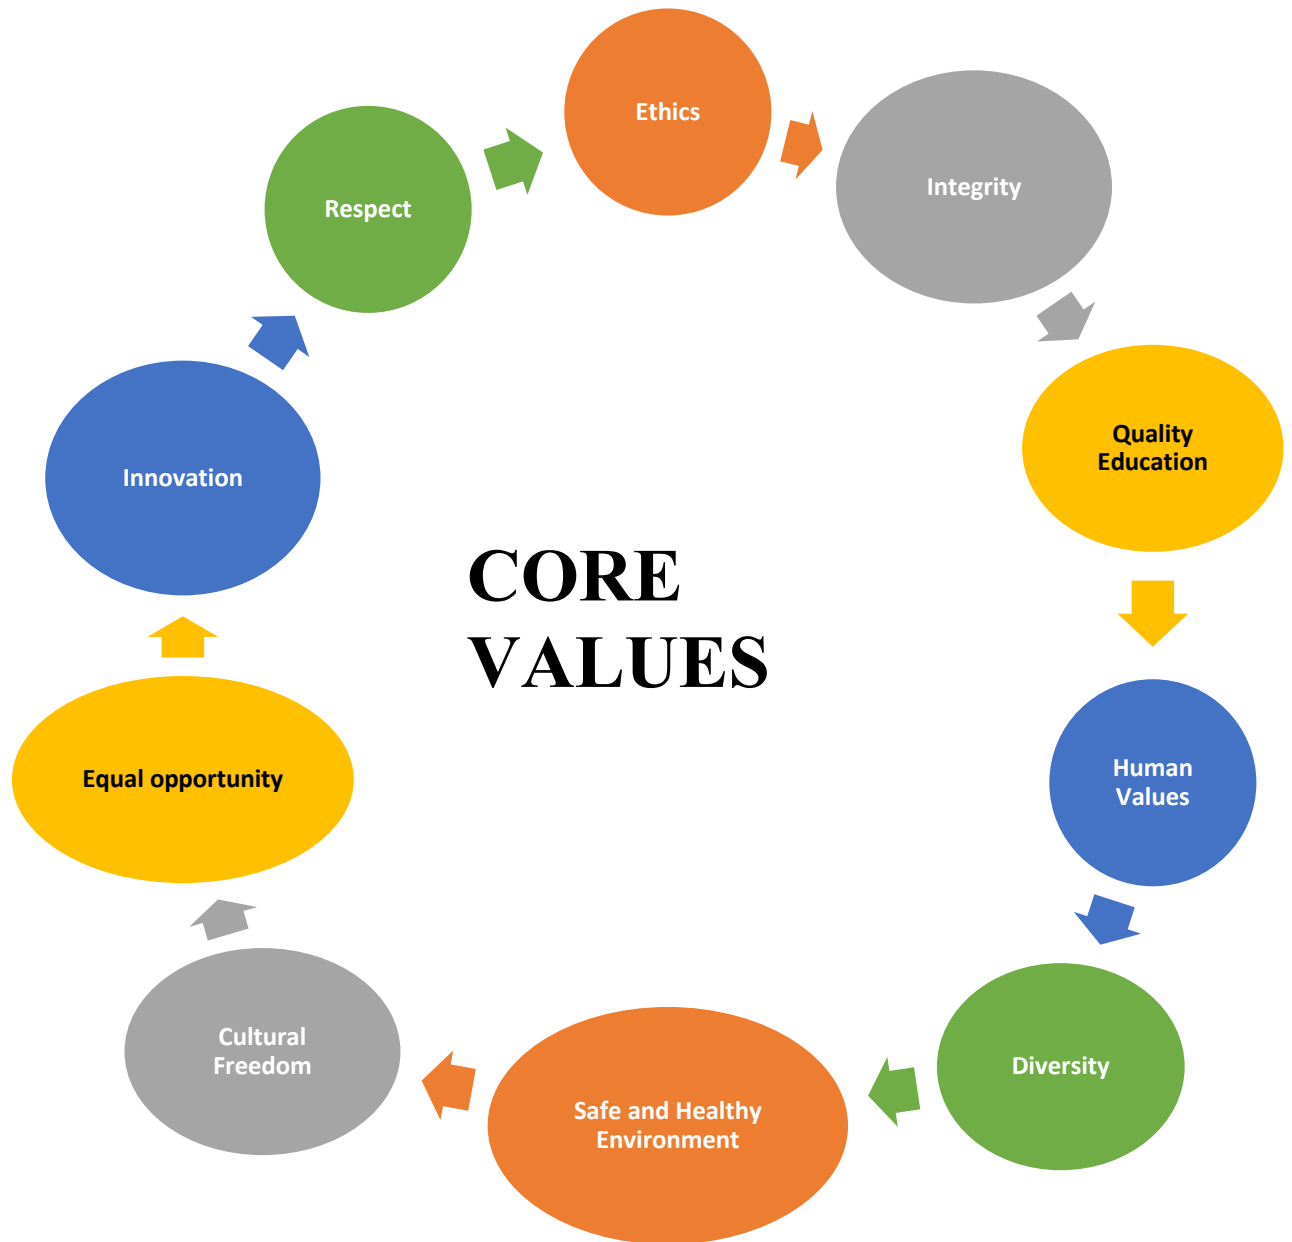 Ethics
Integrity
Quality
Education
Human
Values
Diversity
Safe and Healthy
Environment
Cultural
Freedom
Equal opportunity
Innovation
Respect
CORE
VALUES